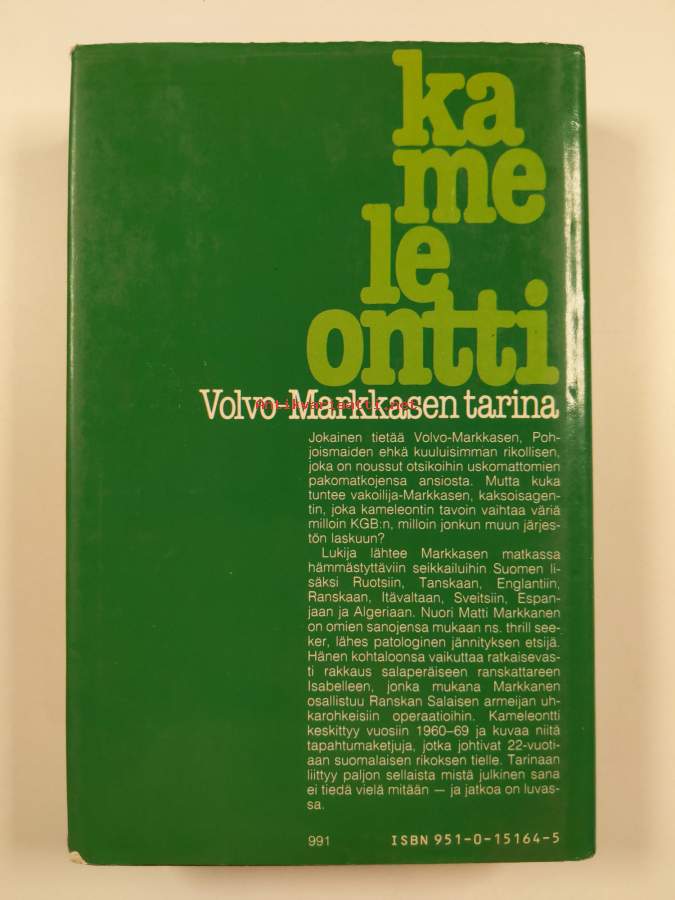 ka
me
le
ontti
Volvo-Markkasen tarina
Antikvariaatti.net
Jokainen tietää Volvo-Markkasen, Poh-
joismaiden ehkä kuuluisimman rikollisen,
joka on noussut otsikoihin uskomattomien
pakomatkojensa ansiosta. Mutta kuka
tuntee vakoilija-Markkasen, kaksoisagen-
tin, joka kameleontin tavoin vaihtaa väriä
milloin KGB:n, milloin jonkun muun järjes-
tön laskuun?
Lukija lähtee Markkasen matkassa
hämmästyttäviin seikkailuihin Suomen li-
säksi Ruotsiin, Tanskaan, Englantiin,
Ranskaan, Itävaltaan, Sveitsiin, Espan-
jaan ja Algeriaan. Nuori Matti Markkanen
on omien sanojensa mukaan ns. thrill see-
ker, lähes patologinen jännityksen etsijä.
Hänen kohtaloonsa vaikuttaa ratkaisevas-
ti rakkaus salaperäiseen ranskattareen
Isabelleen, jonka mukana Markkanen
osallistuu Ranskan Salaisen armeijan uh-
karohkeisiin operaatioihin. Kameleontti
keskittyy vuosiin 1960–69 ja kuvaa niitä
tapahtumaketjuja, jotka johtivat 22-vuoti-
aan suomalaisen rikoksen tielle. Tarinaan
liittyy paljon sellaista mistä julkinen sana
ei tiedä vielä mitään — ja jatkoa on luvas-
sa.
991 ISBN 951-0-15164-5